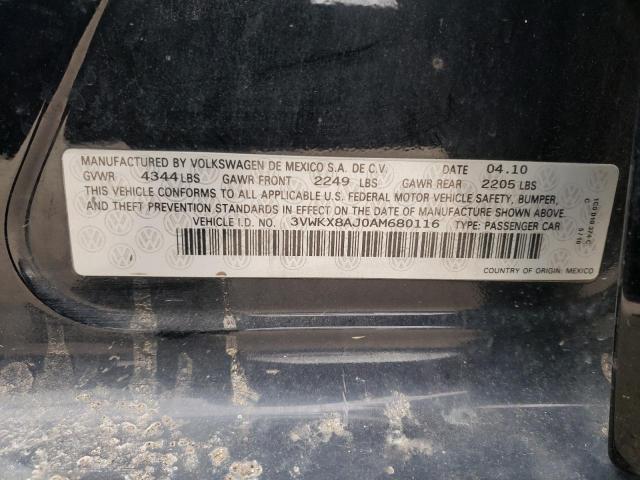 MANUFACTURED BY VOLKSWAGEN DE MEXICO S.A. DE C.V. DATE 04.10
GVWR 4344 LBS GAWR FRONT 2249 LBS GAWR REAR 2205 LBS
THIS VEHICLE CONFORMS TO ALL APPLICABLE FEDERAL MOTOR VEHICLE SAFETY, BUMPER,
AND THEFT PREVENTION STANDARDS IN EFFECT ON THE DATE OF MANUFACTURE SHOWN ABOVE.
VEHICLE I.D. NO. 3VWKX8AJ0AM680116 TYPE: PASSENGER CAR
COUNTRY OF ORIGIN: MEXICO